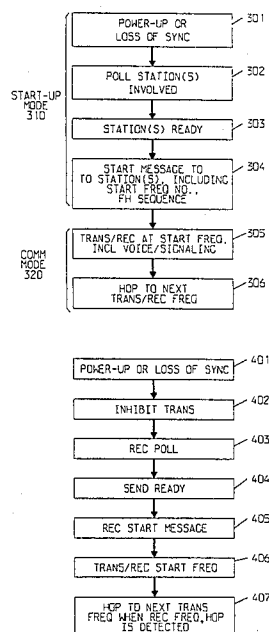 POWER-UP OR
LOSS OF SYNC
301
POLL STATION(S)
INVOLVED
302
START-UP
MODE
310
STATION(S) READY
303
START MESSAGE TO
TO STATION(S), INCLUDING
START FREQ NO.,
FH SEQUENCE
304
COMM
MODE
320
TRANS/REC AT START FREQ,
INCL VOICE/SIGNALING
305
HOP TO NEXT
TRANS/REC FREQ
306
POWER-UP OR LOSS OF SYNC
401
INHIBIT TRANS
402
REC POLL
403
SEND READY
404
REC START MESSAGE
405
TRANS/REC START FREQ
406
HOP TO NEXT TRANS
FREQ WHEN REC FREQ.HOP
IS DETECTED
407